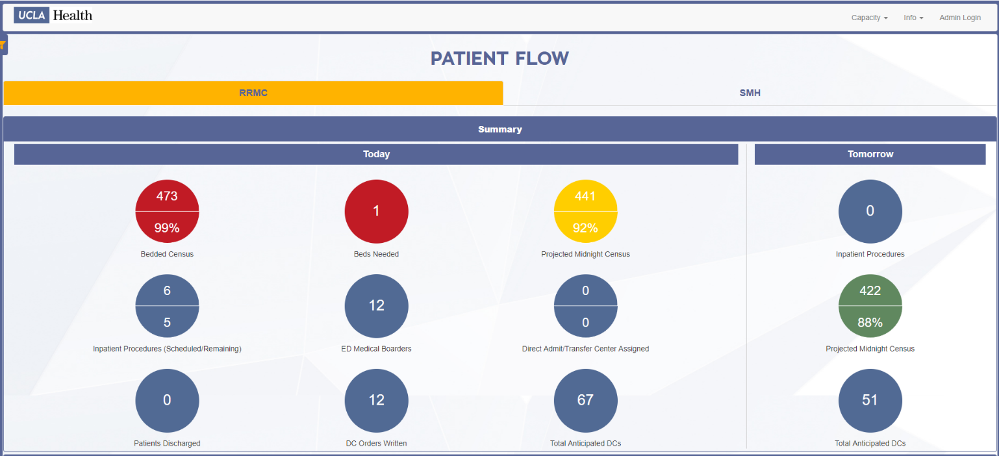 UCLA Health
Capacity Info Admin Login
PATIENT FLOW
RRMC SMH
Summary
Today Tomorrow
473 1 441 0
99% 92%
Bedded Census Beds Needed Projected Midnight Census Inpatient Procedures
6 12 0 422
5 0 88%
Inpatient Procedures (Scheduled/Remaining) ED Medical Boarders Direct Admit/Transfer Center Assigned Projected Midnight Census
0 12 67 51
Patients Discharged DC Orders Written Total Anticipated DCs Total Anticipated DCs